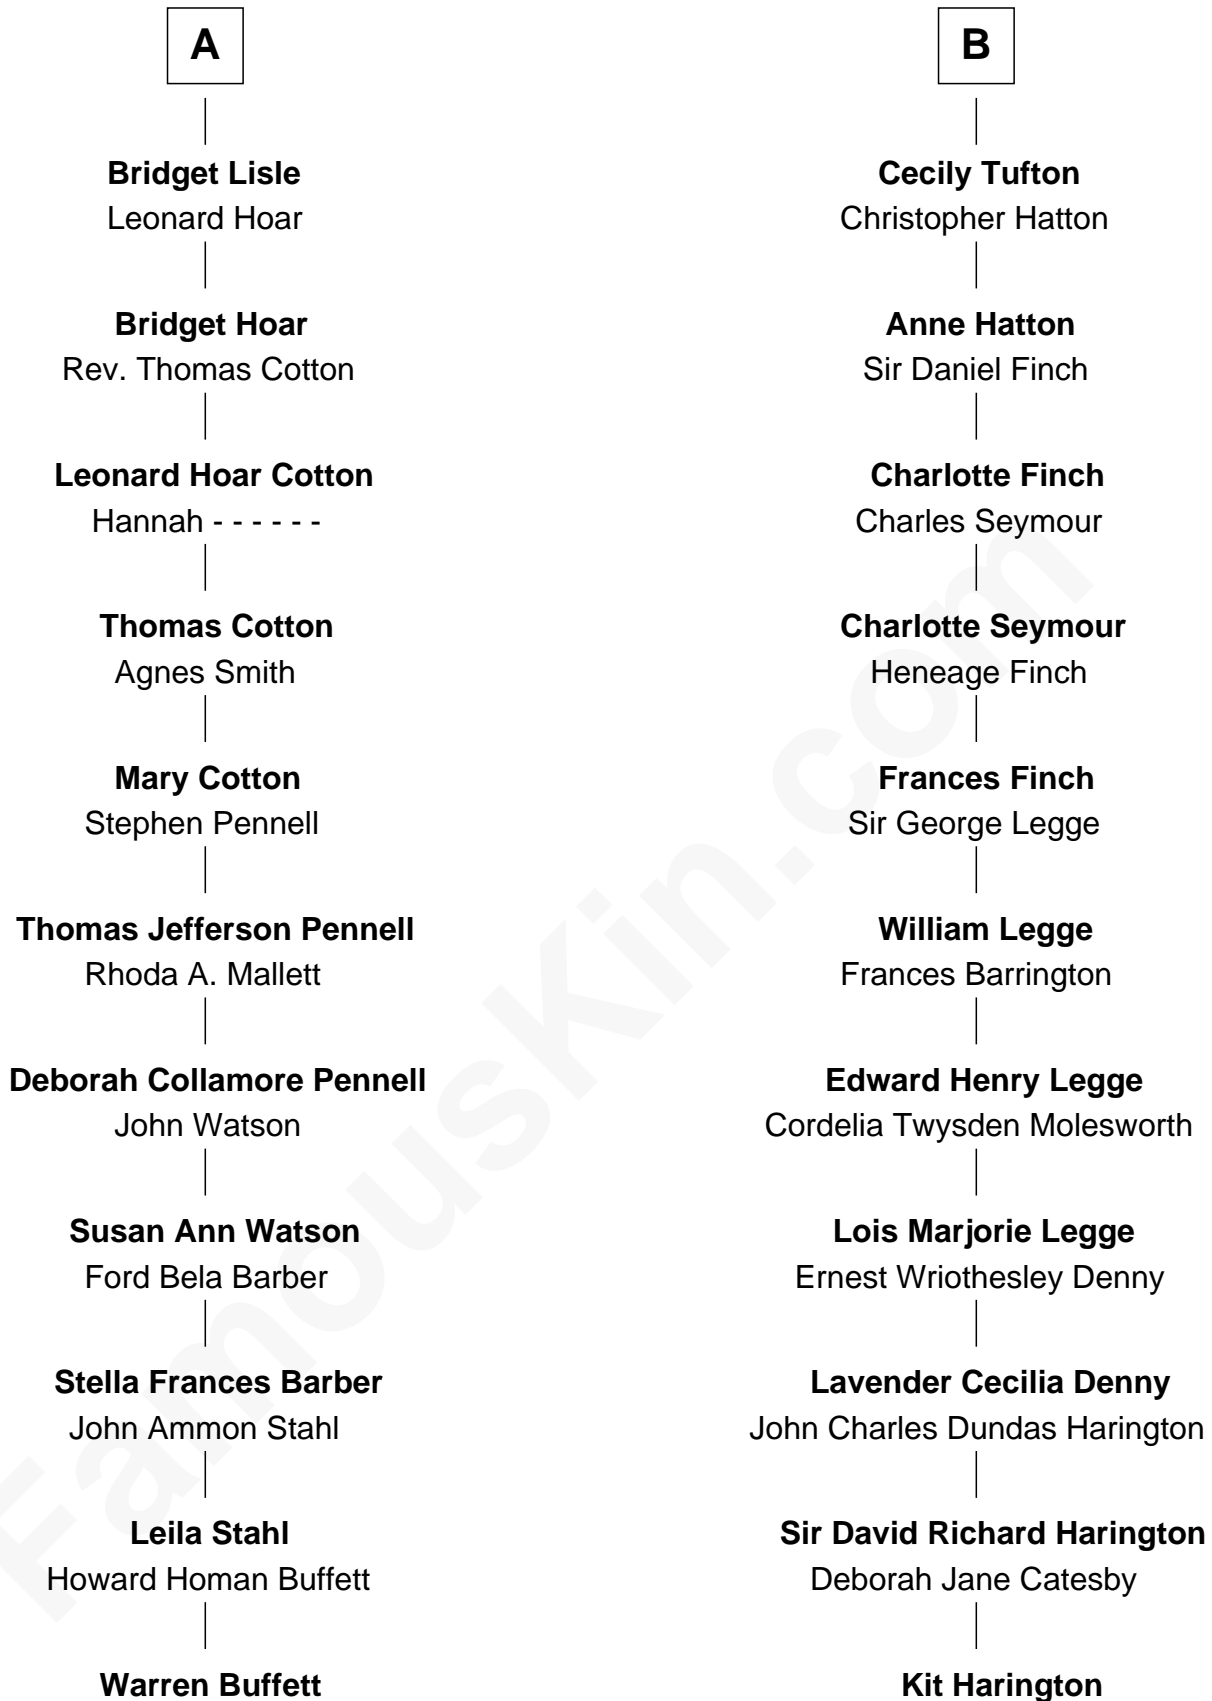 A
Bridget Lisle
Leonard Hoar
Bridget Hoar
Rev. Thomas Cotton
Leonard Hoar Cotton
Hannah - - - - - -
Thomas Cotton
Agnes Smith
Mary Cotton
Stephen Pennell
Thomas Jefferson Pennell
Rhoda A. Mallett
Deborah Collamore Pennell
John Watson
Susan Ann Watson
Ford Bela Barber
Stella Frances Barber
John Ammon Stahl
Leila Stahl
Howard Homan Buffett
Warren Buffett
B
Cecily Tufton
Christopher Hatton
Anne Hatton
Sir Daniel Finch
Charlotte Finch
Charles Seymour
Charlotte Seymour
Heneage Finch
Frances Finch
Sir George Legge
William Legge
Frances Barrington
Edward Henry Legge
Cordelia Twysden Molesworth
Lois Marjorie Legge
Ernest Wriothesley Denny
Lavender Cecilia Denny
John Charles Dundas Harington
Sir David Richard Harington
Deborah Jane Catesby
Kit Harington
FamousKin.com